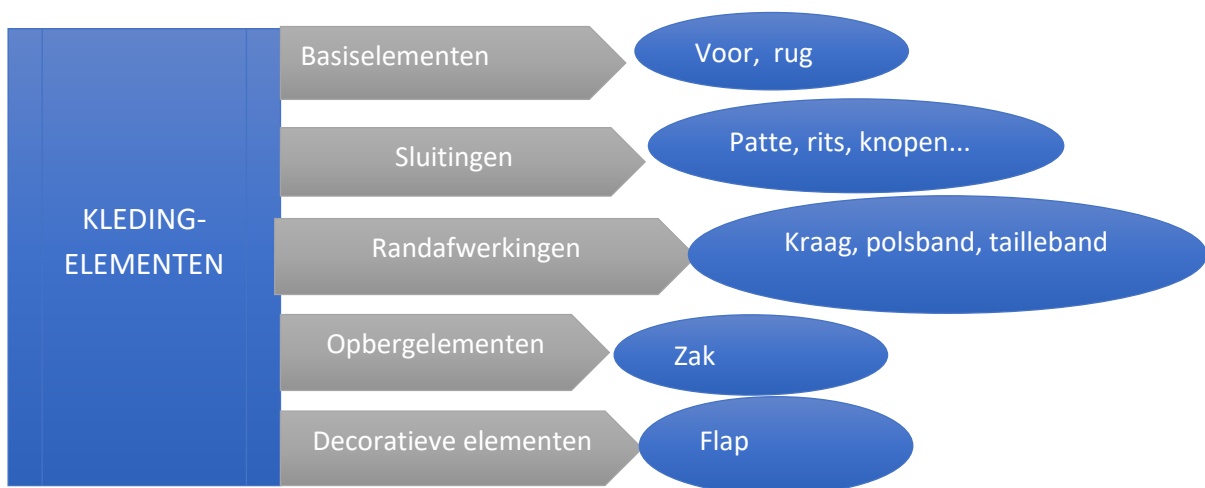 Basiselementen
Voor, rug
Sluitingen
Patte, rits, knopen...
KLEDING-
ELEMENTEN
Randafwerkingen
Kraag, polsband, tailleband
Opbergelementen
Zak
Decoratieve elementen
Flap